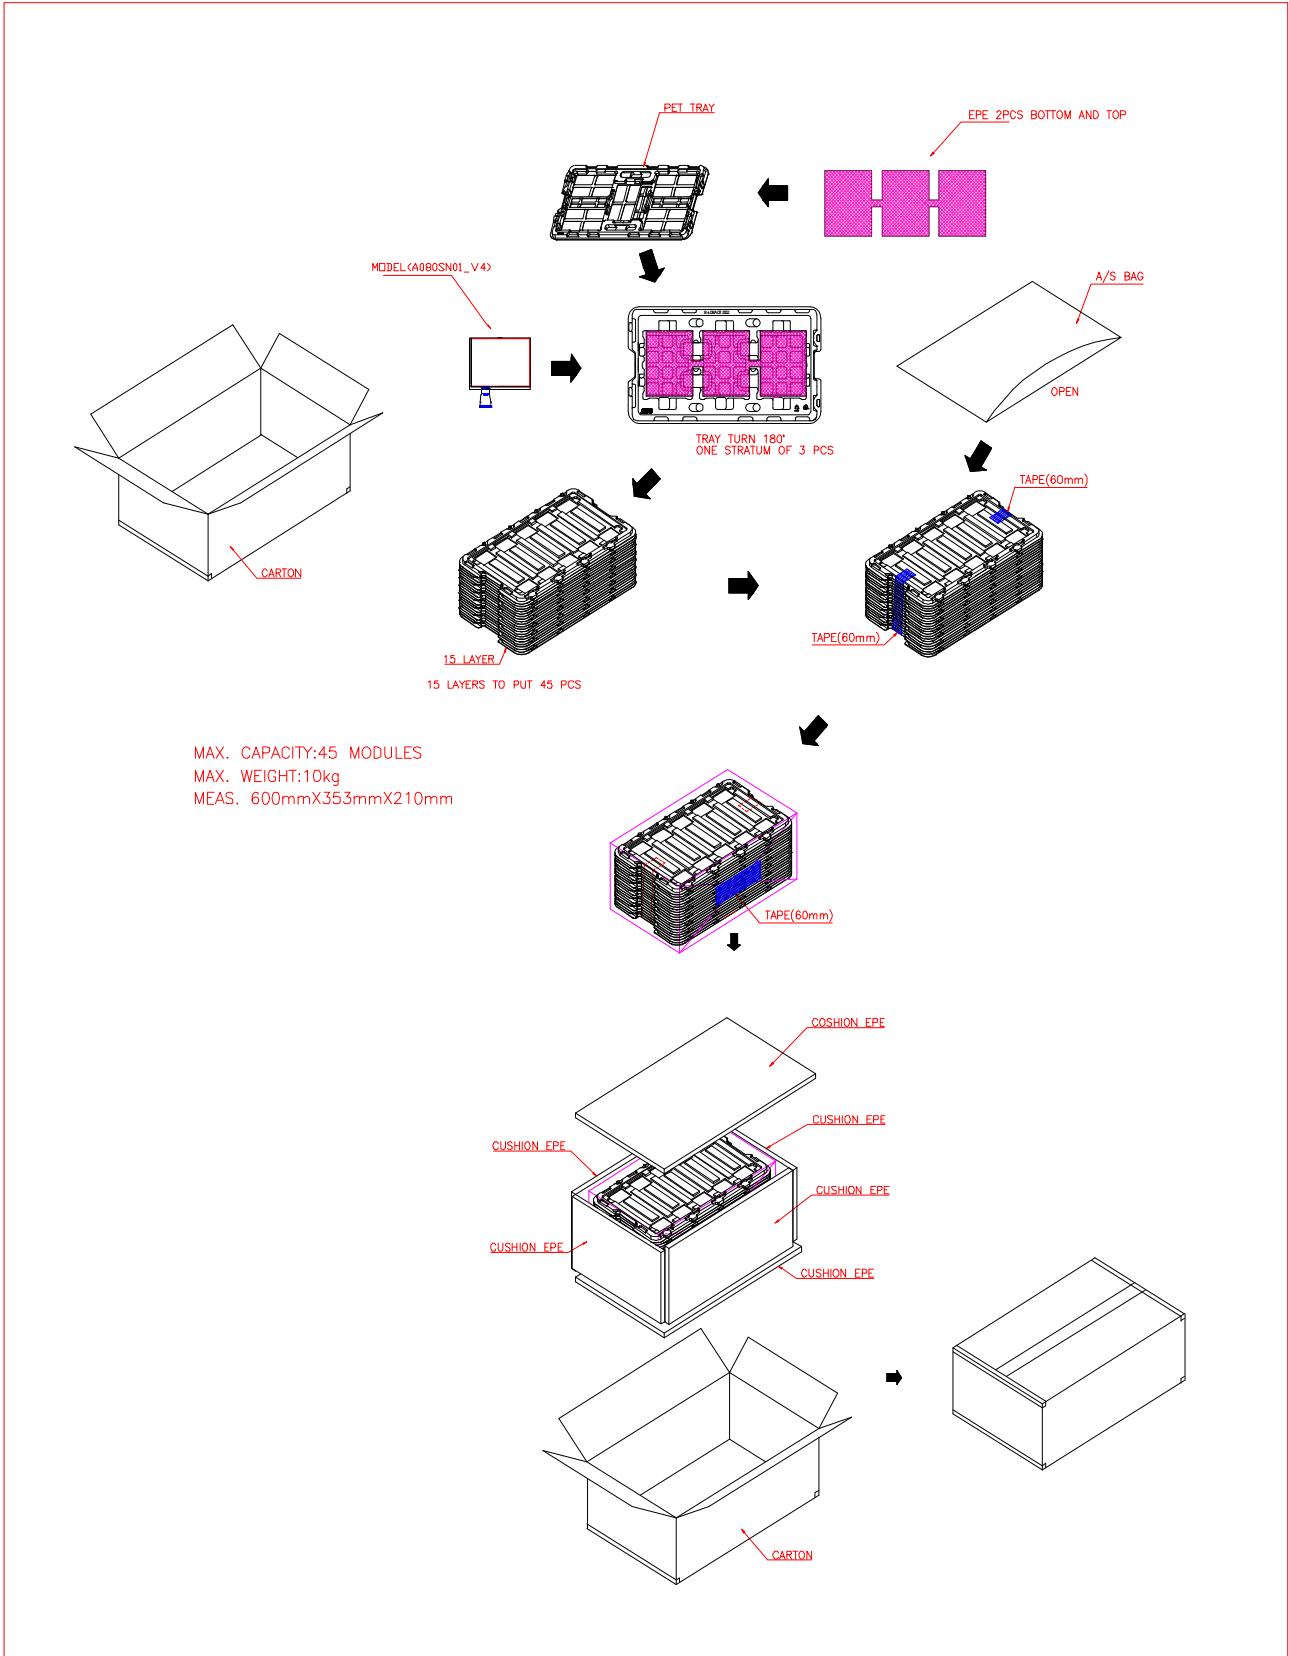 PET TRAY
EPE 2PCS BOTTOM AND TOP
MODEL(A080SN01_V4)
A/S BAG
OPEN
TRAY TURN 180°
ONE STRATUM OF 3 PCS
TAPE(60mm)
CARTON
TAPE(60mm)
15 LAYER
15 LAYERS TO PUT 45 PCS
MAX. CAPACITY:45 MODULES
MAX. WEIGHT:10kg
MEAS. 600mmX353mmX210mm
TAPE(60mm)
COSHION EPE
CUSHION EPE
CUSHION EPE
CUSHION EPE
CUSHION EPE
CUSHION EPE
CARTON